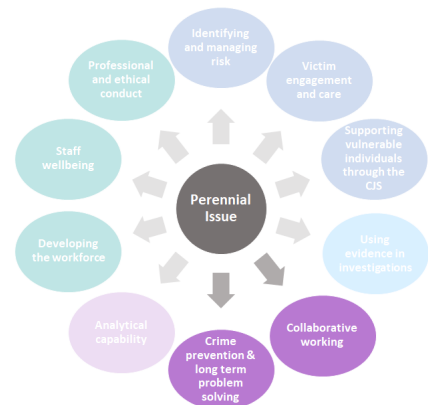 Identifying
and managing
risk
Victim
engagement
and care
Supporting
vulnerable
individuals
through the
CJS
Using
evidence in
investigations
Collaborative
working
Crime
prevention &
long term
problem
solving
Analytical
capability
Developing
the workforce
Staff
wellbeing
Professional
and ethical
conduct
Perennial
Issue